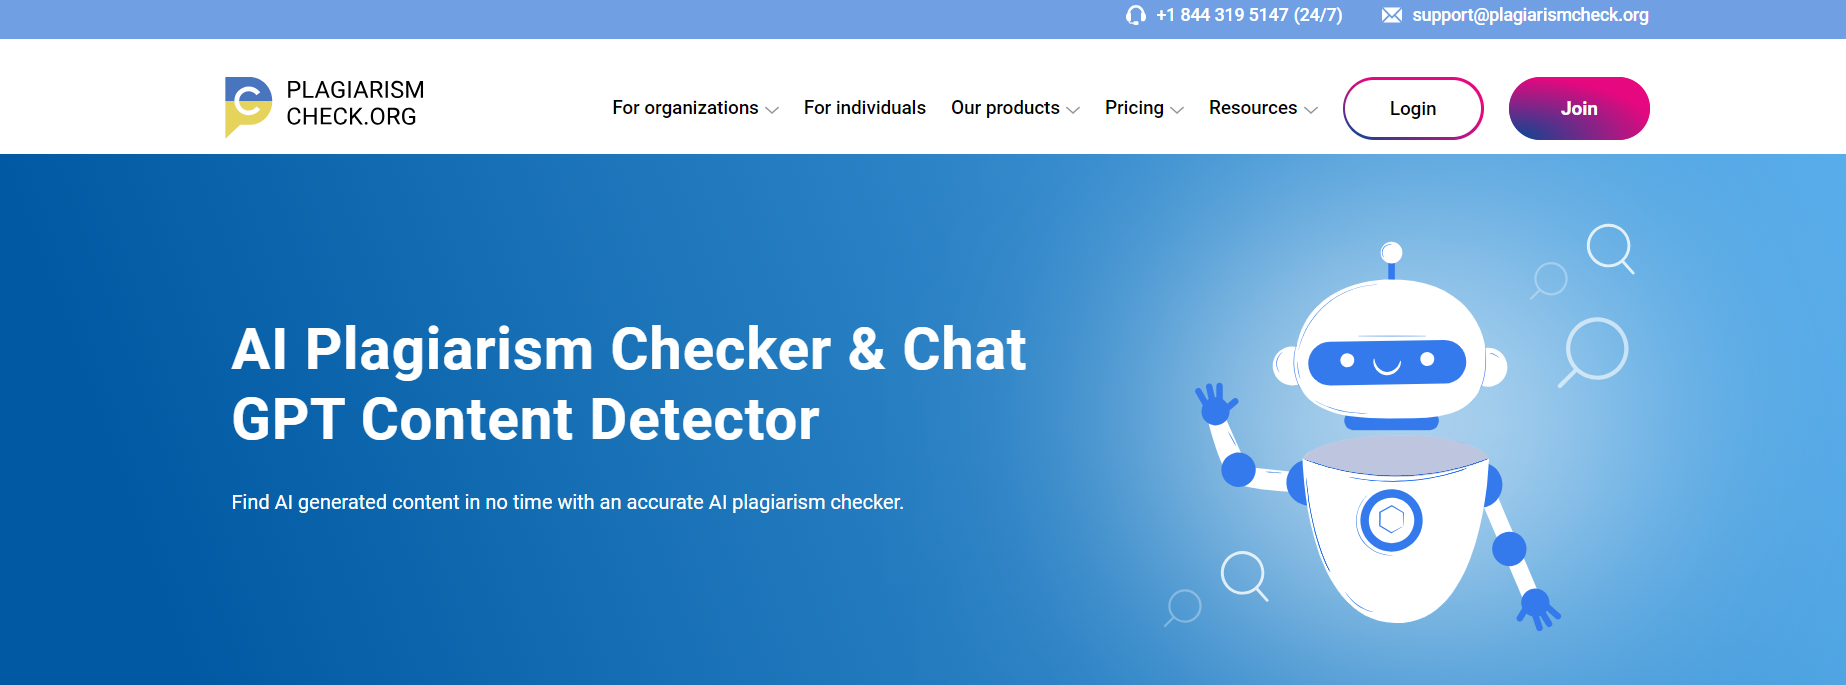 +1 844 319 5147 (24/7) support@plagiarismcheck.org
PLAGIARISM
CHECK.ORG
For organizations For individuals Our products Pricing Resources Login Join
AI Plagiarism Checker & Chat
GPT Content Detector
Find AI generated content in no time with an accurate AI plagiarism checker.